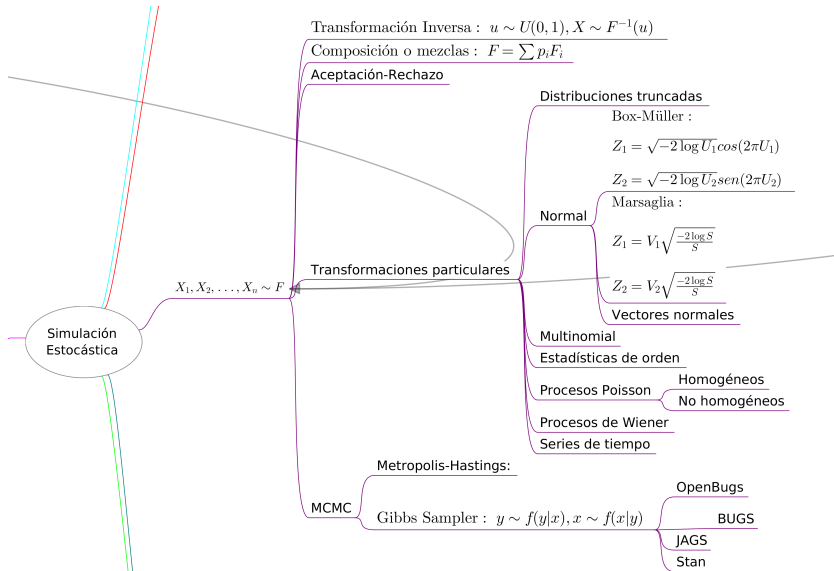 Transformación Inversa : u ∼ U(0, 1), X ∼ F⁻¹(u)
Composición o mezclas : F = ∑ pᵢFᵢ
Aceptación-Rechazo
Distribuciones truncadas
Box-Müller :
Z₁ = √(−2 log U₁)cos(2πU₁)
Z₂ = √(−2 log U₂)sen(2πU₂)
Normal
Marsaglia :
Z₁ = V₁√(−2 log S / S)
Z₂ = V₂√(−2 log S / S)
Vectores normales
Transformaciones particulares
X₁, X₂, . . . , Xₙ ∼ F
Simulación
Estocástica
Multinomial
Estadísticas de orden
Procesos Poisson
Homogéneos
No homogéneos
Procesos de Wiener
Series de tiempo
MCMC
Metropolis-Hastings:
Gibbs Sampler : y ∼ f(y|x), x ∼ f(x|y)
OpenBugs
BUGS
JAGS
Stan